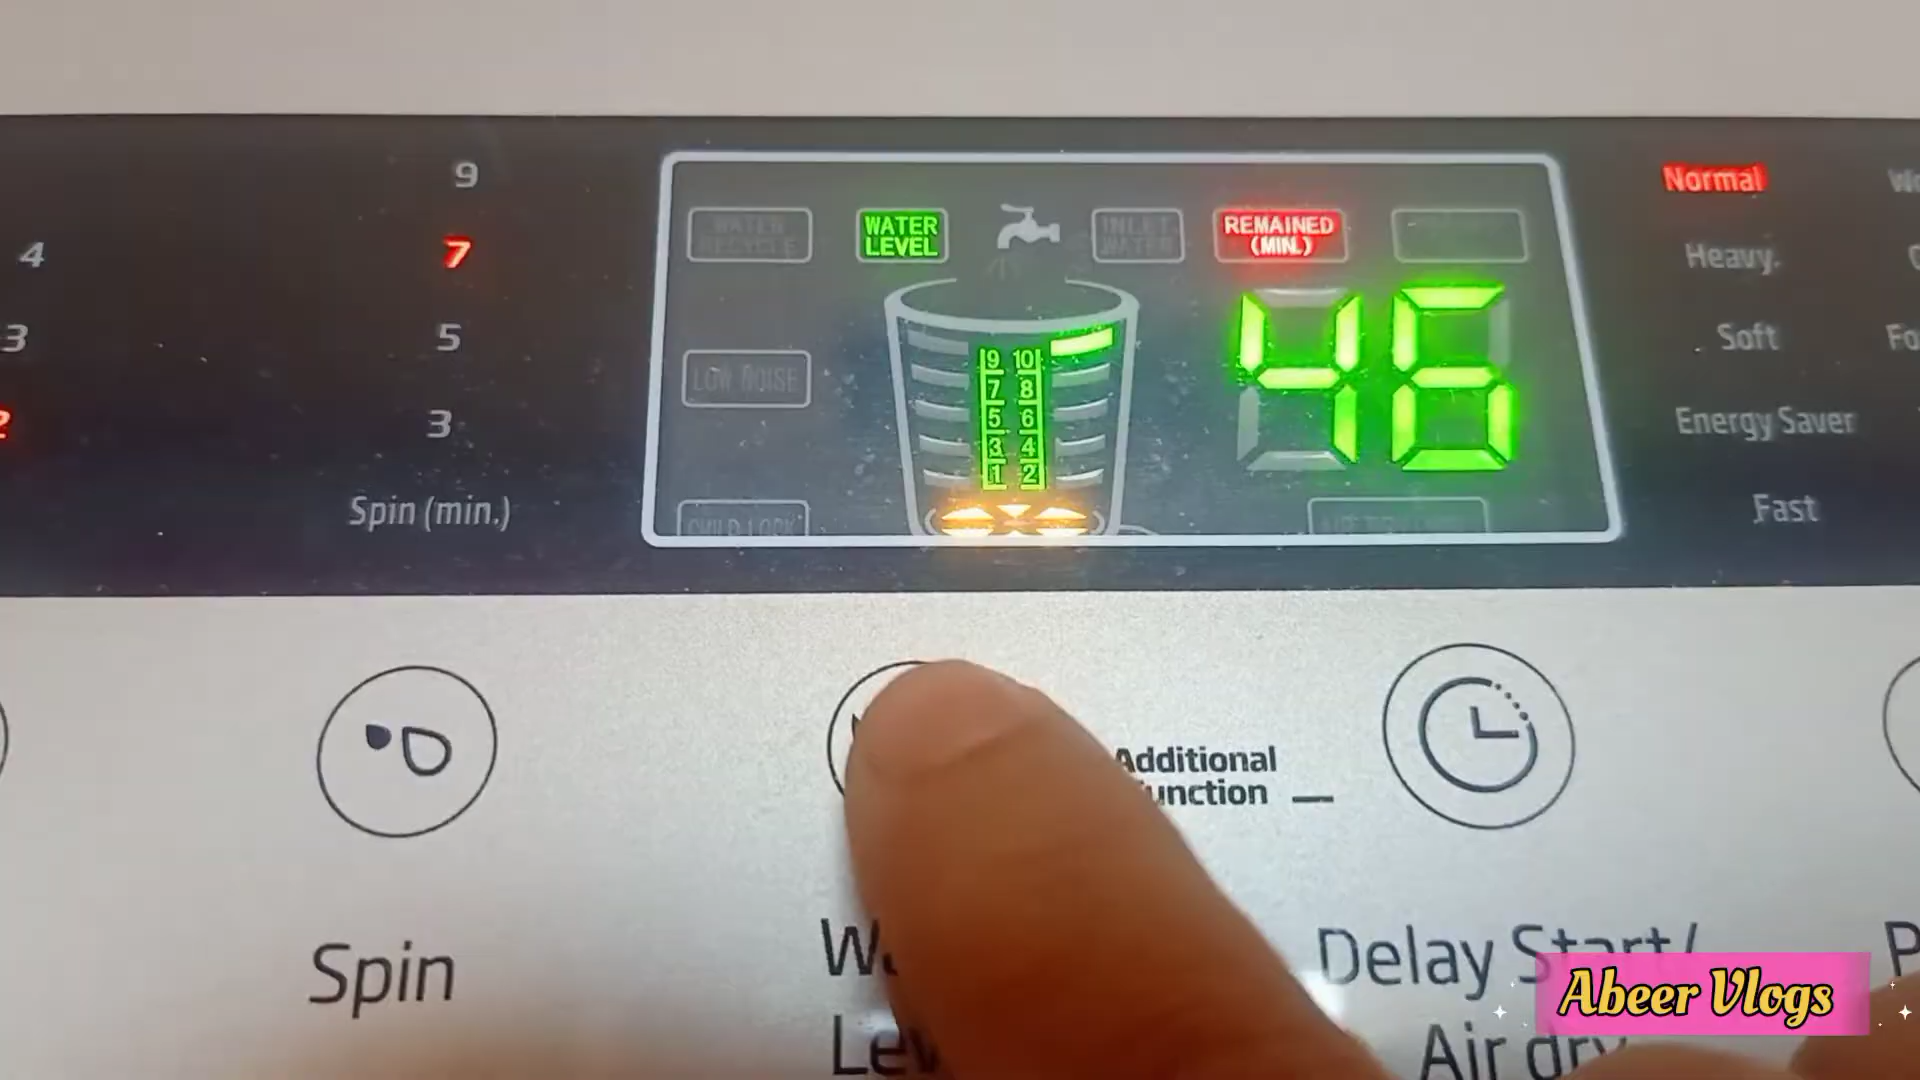 9
7
5
3
Spin (min.)
4
3
2
WATER
RECYCLE
WATER
LEVEL
INLET
WATER
REMAINED
(MIN.)
LOW NOISE
CHILD LOCK
9 10
7 8
5 6
3 4
1 2
46
Normal
Heavy.
Soft
Energy Saver
Fast
Additional
unction
Spin
Wa
Lev
Delay Start/
Air dry
Abeer Vlogs